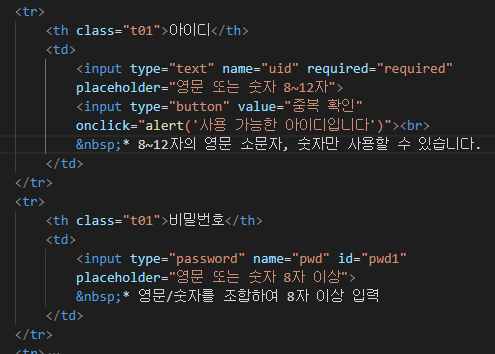 <tr>
<th class="t01">아이디</th>
<td>
<input type="text" name="uid" required="required"
placeholder="영문 또는 숫자 8~12자">
<input type="button" value="중복 확인"
onclick="alert('사용 가능한 아이디입니다')"><br>
&nbsp;* 8~12자의 영문 소문자, 숫자만 사용할 수 있습니다.
</td>
</tr>
<tr>
<th class="t01">비밀번호</th>
<td>
<input type="password" name="pwd" id="pwd1"
placeholder="영문 또는 숫자 8자 이상">
&nbsp;* 영문/숫자를 조합하여 8자 이상 입력
</td>
</tr>
<tr>